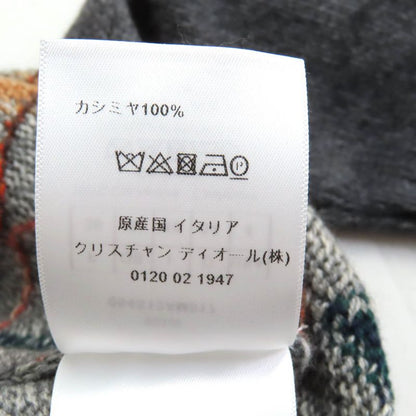 カシミヤ100%
原産国 イタリア
クリスチャン ディオール(株)
0120 02 1947